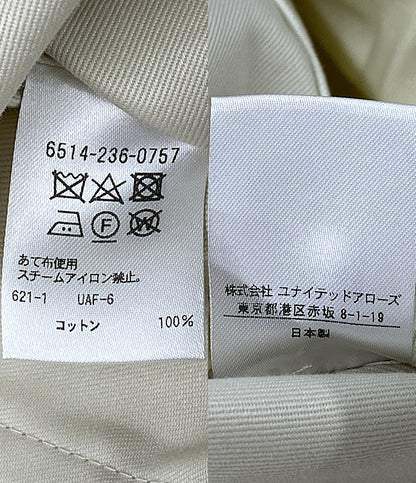 6514-236-0757
F
W
あて布使用
スチームアイロン禁止。
621-1 UAF-6
コットン 100%
株式会社 ユナイテッドアローズ
東京都港区赤坂 8-1-19
日本製